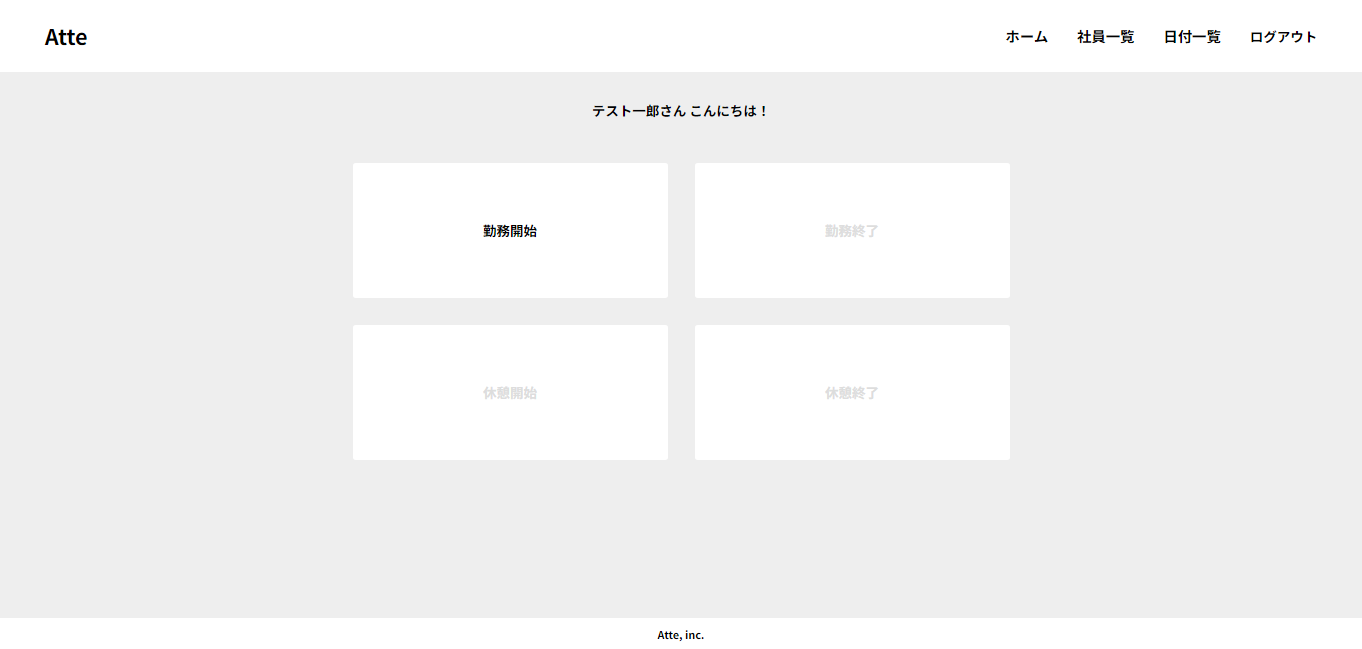 Atte
ホーム 社員一覧 日付一覧 ログアウト
テスト一郎さん こんにちは！
勤務開始 勤務終了
休憩開始 休憩終了
Atte, inc.